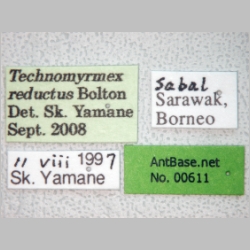 Technomyrmex
reductus Bolton
Det. Sk. Yamane
Sept. 2008
Sabal
Sarawak,
Borneo
11 viii 1997
Sk. Yamane
AntBase.net
No. 00611